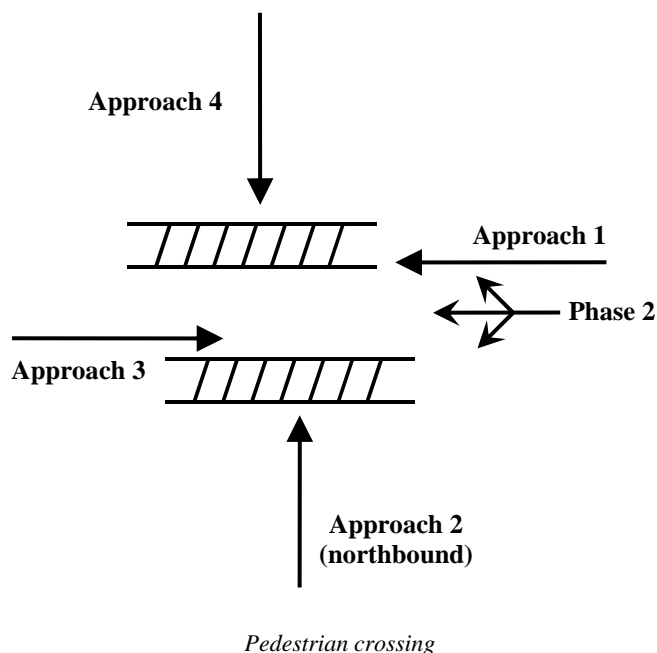 Approach 4
Approach 1
Phase 2
Approach 3
Approach 2
(northbound)
Pedestrian crossing